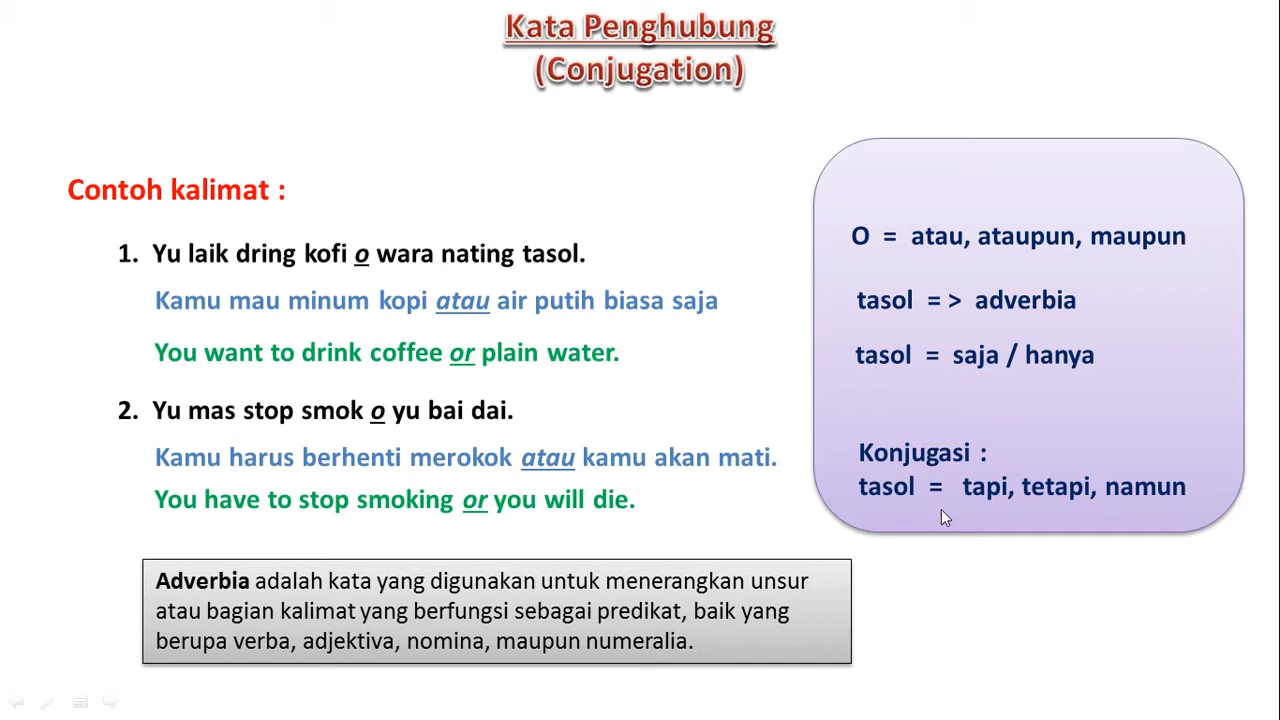 Kata Penghubung
(Conjugation)
Contoh kalimat :
1. Yu laik dring kofi o wara nating tasol.
Kamu mau minum kopi atau air putih biasa saja
You want to drink coffee or plain water.
2. Yu mas stop smok o yu bai dai.
Kamu harus berhenti merokok atau kamu akan mati.
You have to stop smoking or you will die.
O = atau, ataupun, maupun
tasol = > adverbia
tasol = saja / hanya
Konjugasi :
tasol = tapi, tetapi, namun
Adverbia adalah kata yang digunakan untuk menerangkan unsur
atau bagian kalimat yang berfungsi sebagai predikat, baik yang
berupa verba, adjektiva, nomina, maupun numeralia.